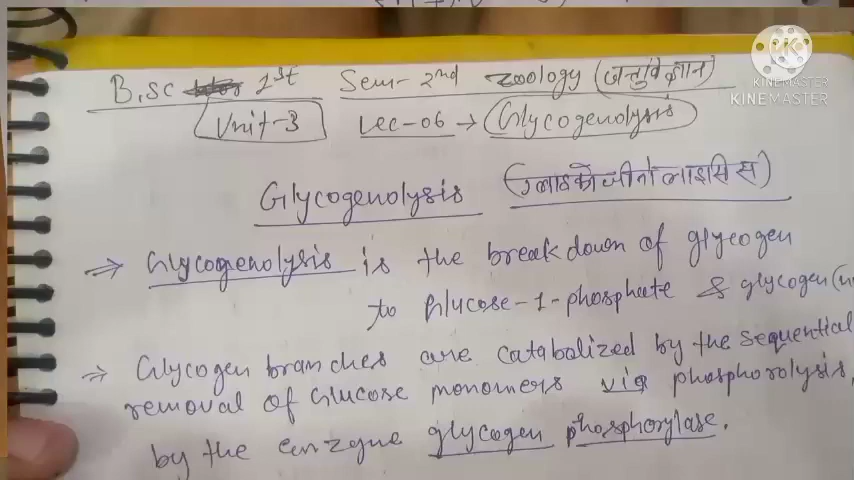 B.Sc 1st Sem-2nd zoology (जन्तुविज्ञान)
Unit-3 Lec-06 → Glycogenolysis
Glycogenolysis (ग्लाइकोजीनोलाइसिस)
⇒ Glycogenolysis is the breakdown of glycogen
to Glucose-1-phosphate & glycogen
⇒ Glycogen branches are catabolized by the sequential
removal of Glucose monomers via phosphorolysis,
by the enzyme glycogen phosphorylase.
KINEMASTER
KINEMASTER